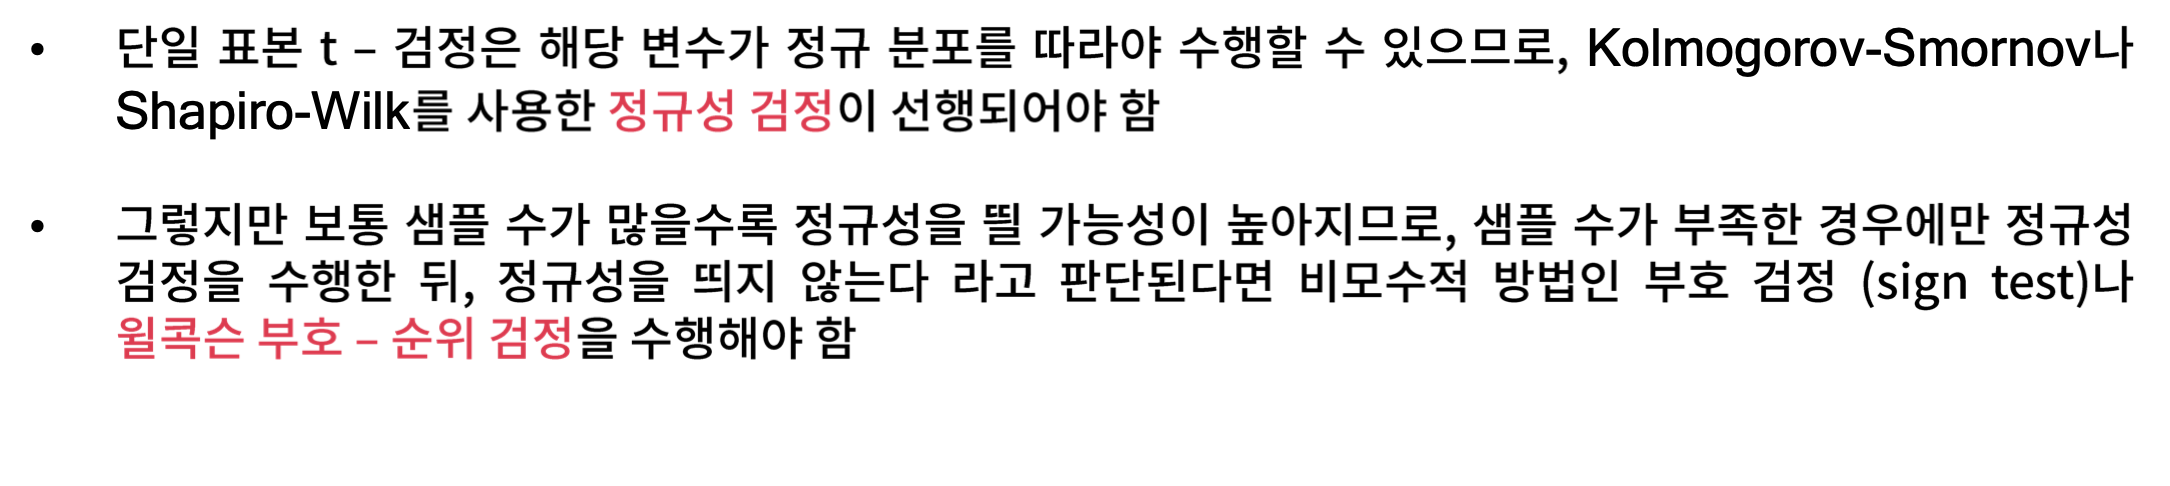 • 단일 표본 t – 검정은 해당 변수가 정규 분포를 따라야 수행할 수 있으므로, Kolmogorov-Smornov나
Shapiro-Wilk를 사용한 정규성 검정이 선행되어야 함
• 그렇지만 보통 샘플 수가 많을수록 정규성을 띌 가능성이 높아지므로, 샘플 수가 부족한 경우에만 정규성
검정을 수행한 뒤, 정규성을 띄지 않는다 라고 판단된다면 비모수적 방법인 부호 검정 (sign test)나
윌콕슨 부호 – 순위 검정을 수행해야 함